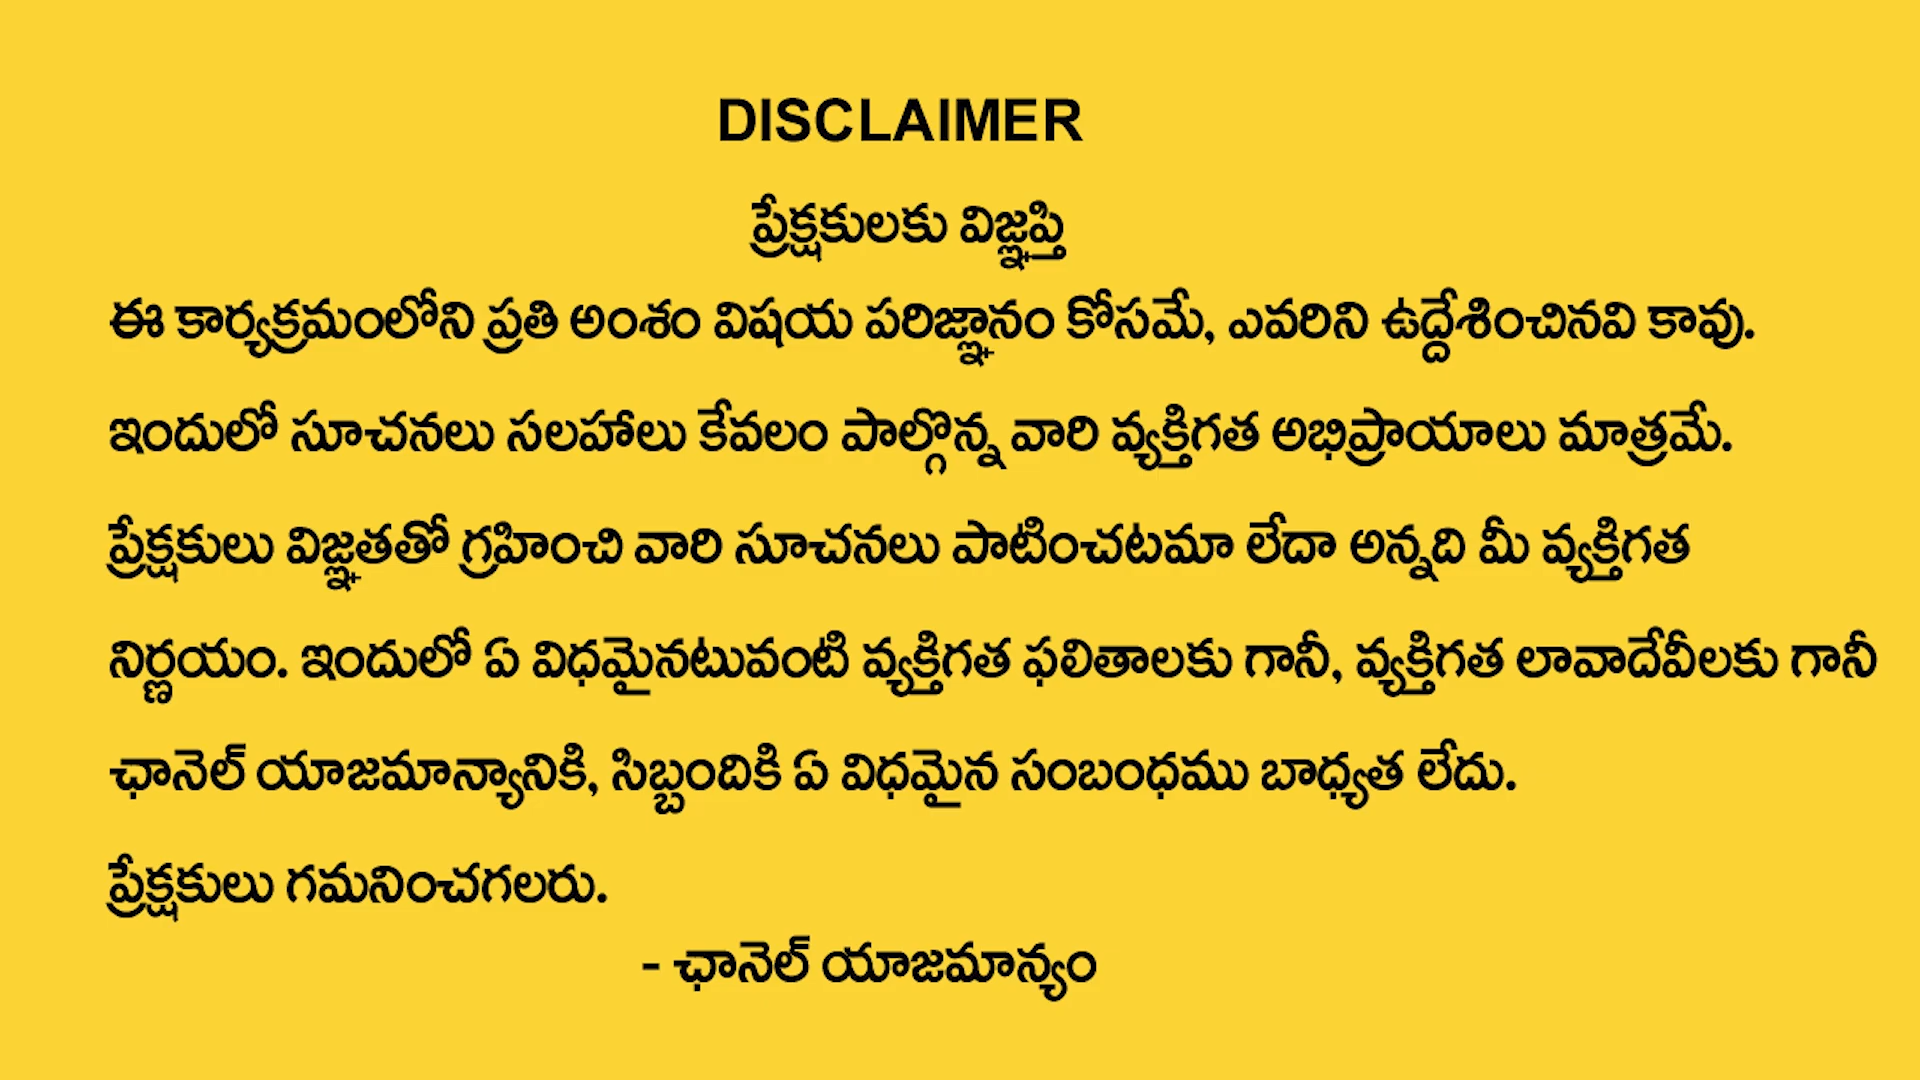 DISCLAIMER
ప్రేక్షకులకు విజ్ఞప్తి
ఈ కార్యక్రమంలోని ప్రతి అంశం విషయ పరిజ్ఞానం కోసమే, ఎవరిని ఉద్దేశించినవి కావు.
ఇందులో సూచనలు సలహాలు కేవలం పాల్గొన్న వారి వ్యక్తిగత అభిప్రాయాలు మాత్రమే.
ప్రేక్షకులు విజ్ఞతతో గ్రహించి వారి సూచనలు పాటించటమా లేదా అన్నది మీ వ్యక్తిగత
నిర్ణయం. ఇందులో ఏ విధమైనటువంటి వ్యక్తిగత ఫలితాలకు గానీ, వ్యక్తిగత లావాదేవీలకు గానీ
ఛానెల్ యాజమాన్యానికి, సిబ్బందికి ఏ విధమైన సంబంధము బాధ్యత లేదు.
ప్రేక్షకులు గమనించగలరు.
- ఛానెల్ యాజమాన్యం